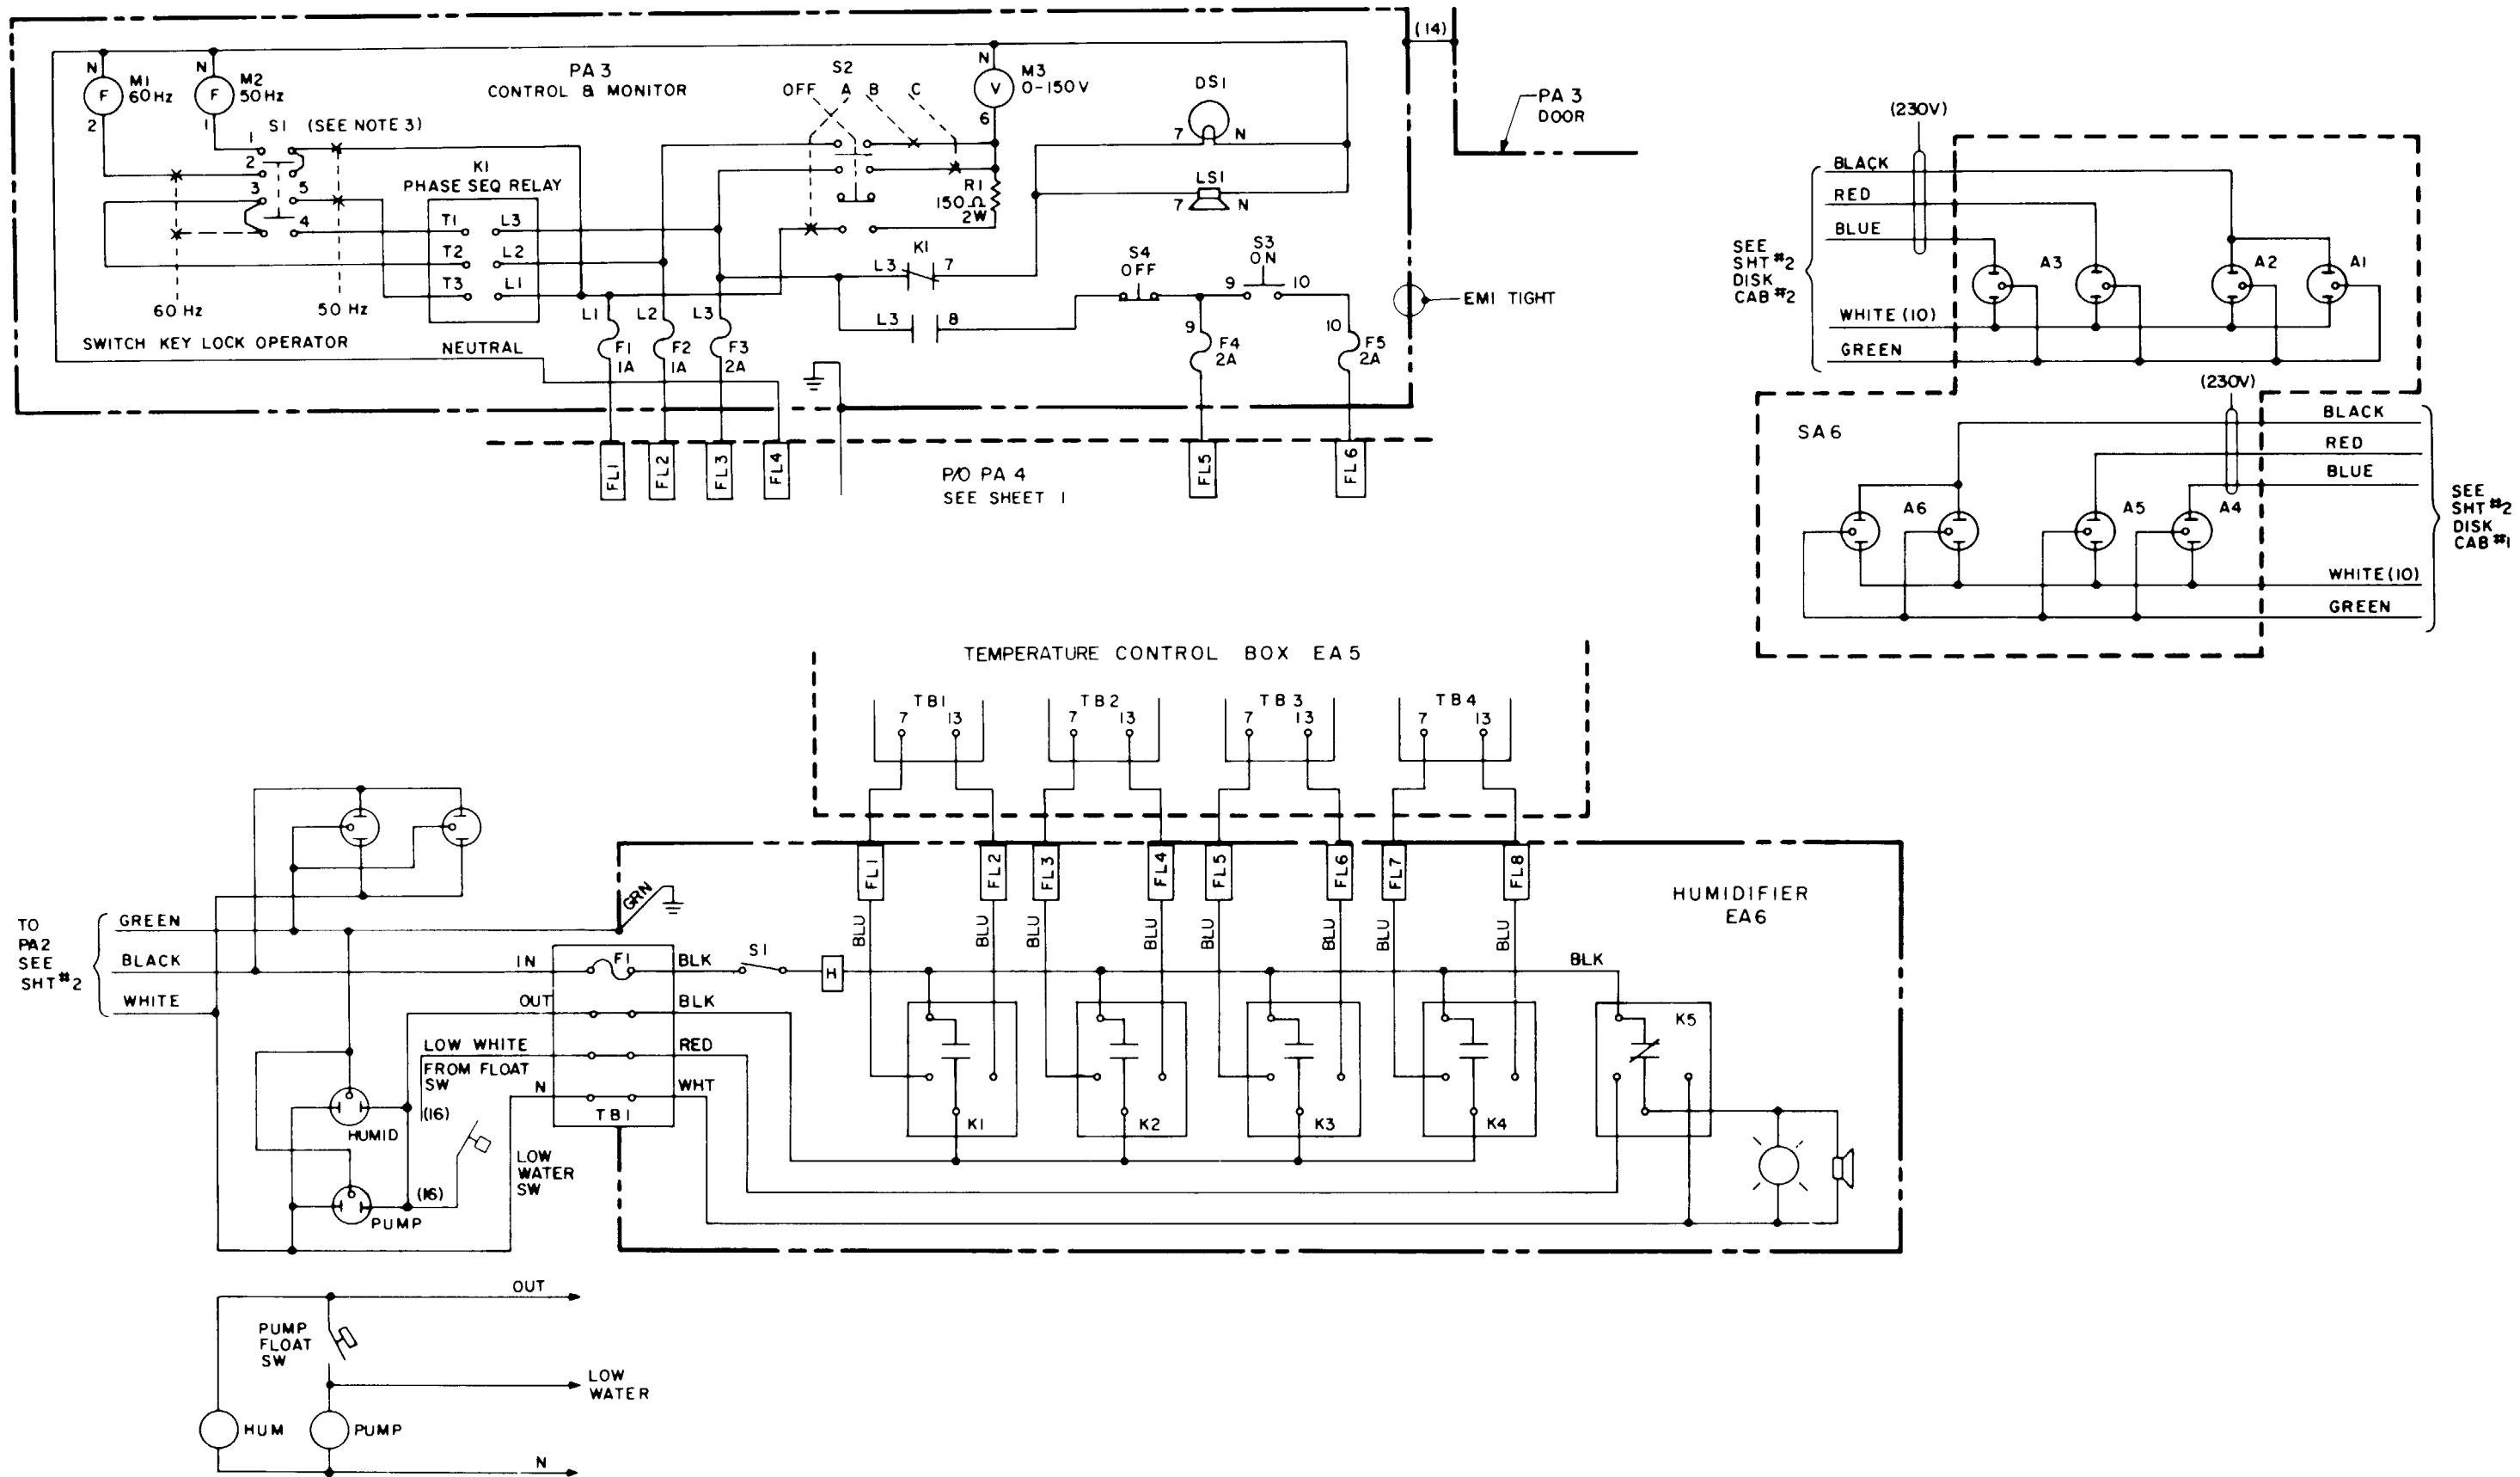 (14)
PA 3
CONTROL & MONITOR
N
M1
F
60Hz
2
N
M2
F
50Hz
1
S1
(SEE NOTE 3)
1
2
3
5
4
K1
PHASE SEQ RELAY
T1
L3
T2
L2
T3
L1
60 Hz
50 Hz
SWITCH KEY LOCK OPERATOR
NEUTRAL
S2
OFF
A
B
C
N
M3
V
0-150V
6
R1
150Ω
2W
DS1
7
N
LS1
7
N
K1
L3
7
L3
8
S4
OFF
S3
ON
9
10
L1
L2
L3
F1
1A
F2
1A
F3
2A
9
F4
2A
10
F5
2A
EMI TIGHT
PA 3
DOOR
FL1
FL2
FL3
FL4
P/O PA 4
SEE SHEET 1
FL5
FL6
(230V)
BLACK
RED
BLUE
SEE
SHT #2
DISK
CAB #2
WHITE (10)
GREEN
A3
A2
A1
(230V)
SA6
BLACK
RED
BLUE
A6
A5
A4
SEE
SHT #2
DISK
CAB #1
WHITE (10)
GREEN
TEMPERATURE CONTROL BOX EA5
TB1
7
13
TB2
7
13
TB3
7
13
TB4
7
13
FL1
FL2
FL3
FL4
FL5
FL6
FL7
FL8
BLU
BLU
BLU
BLU
BLU
BLU
BLU
BLU
HUMIDIFIER
EA6
GRN
TO
PA2
SEE
SHT #2
GREEN
BLACK
WHITE
IN
F1
BLK
S1
H
BLK
OUT
BLK
LOW WHITE
FROM FLOAT
SW
RED
N
WHT
TB1
(16)
HUMID
LOW
WATER
SW
(16)
PUMP
K1
K2
K3
K4
K5
OUT
PUMP
FLOAT
SW
LOW
WATER
HUM
PUMP
N